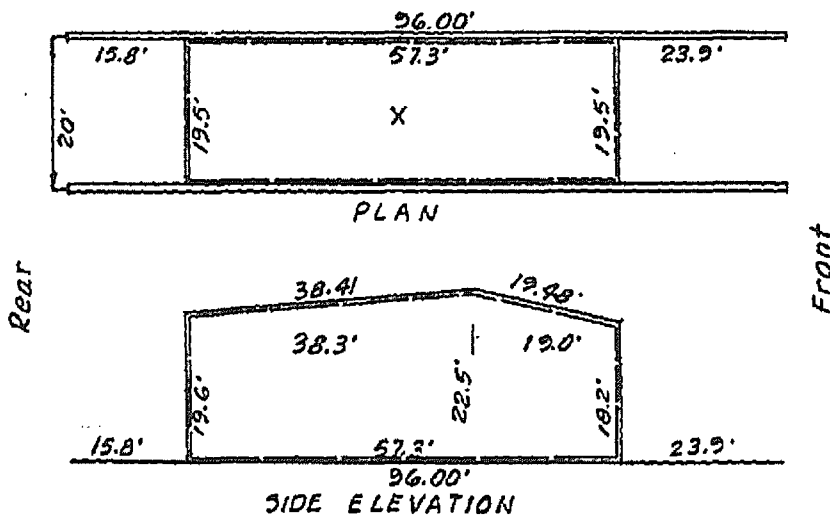 96.00'
15.8' 57.3' 23.9'
20' 19.5' X 19.5'
PLAN
Rear Front
38.41 19.48'
38.3' 19.0'
19.6' 22.5' 18.2'
15.8' 57.3' 23.9'
96.00'
SIDE ELEVATION